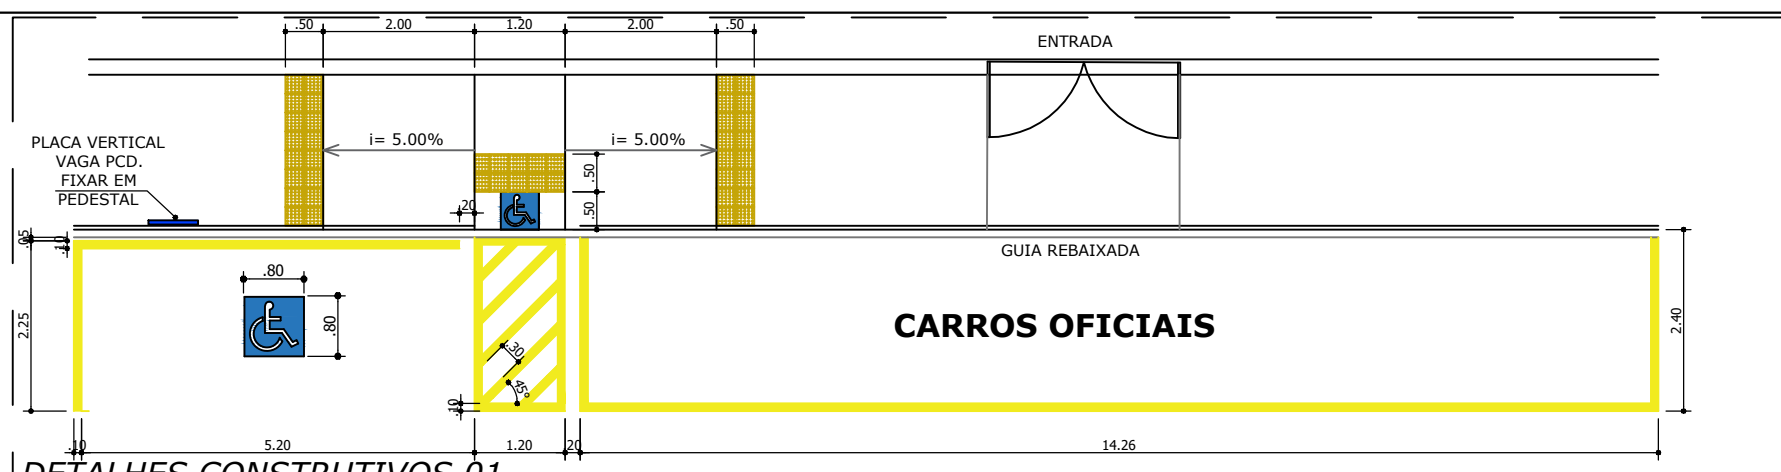 .50 2.00 1.20 2.00 .50
ENTRADA
PLACA VERTICAL
VAGA PCD.
FIXAR EM
PEDESTAL
i= 5.00%
i= 5.00%
.50
.50
.20
.05
.10
GUIA REBAIXADA
.80
.80
2.25
CARROS OFICIAIS
2.40
.30
45°
.10
.10 5.20 1.20 .20 14.26
DETALHES CONSTRUTIVOS 01